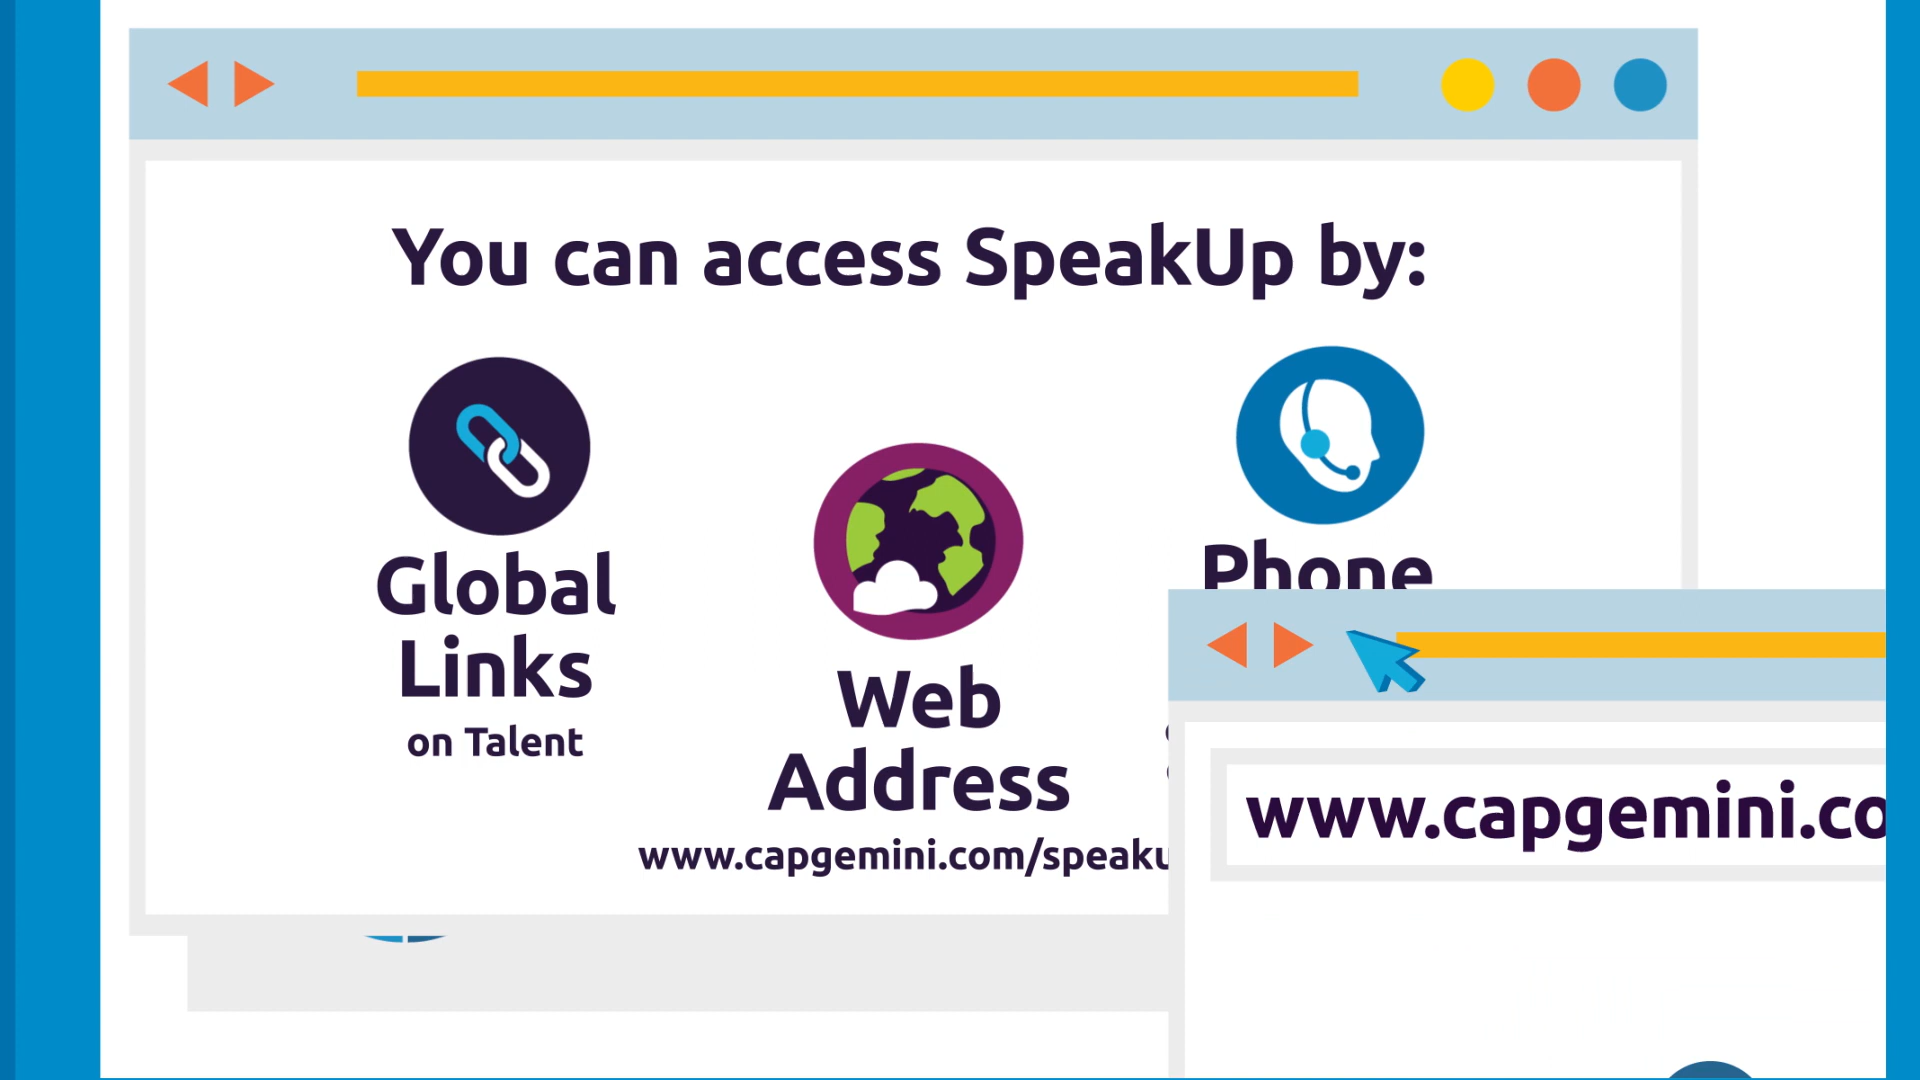 You can access SpeakUp by:
Global
Links
on Talent
Web
Address
www.capgemini.com/speaku
Phone
www.capgemini.co